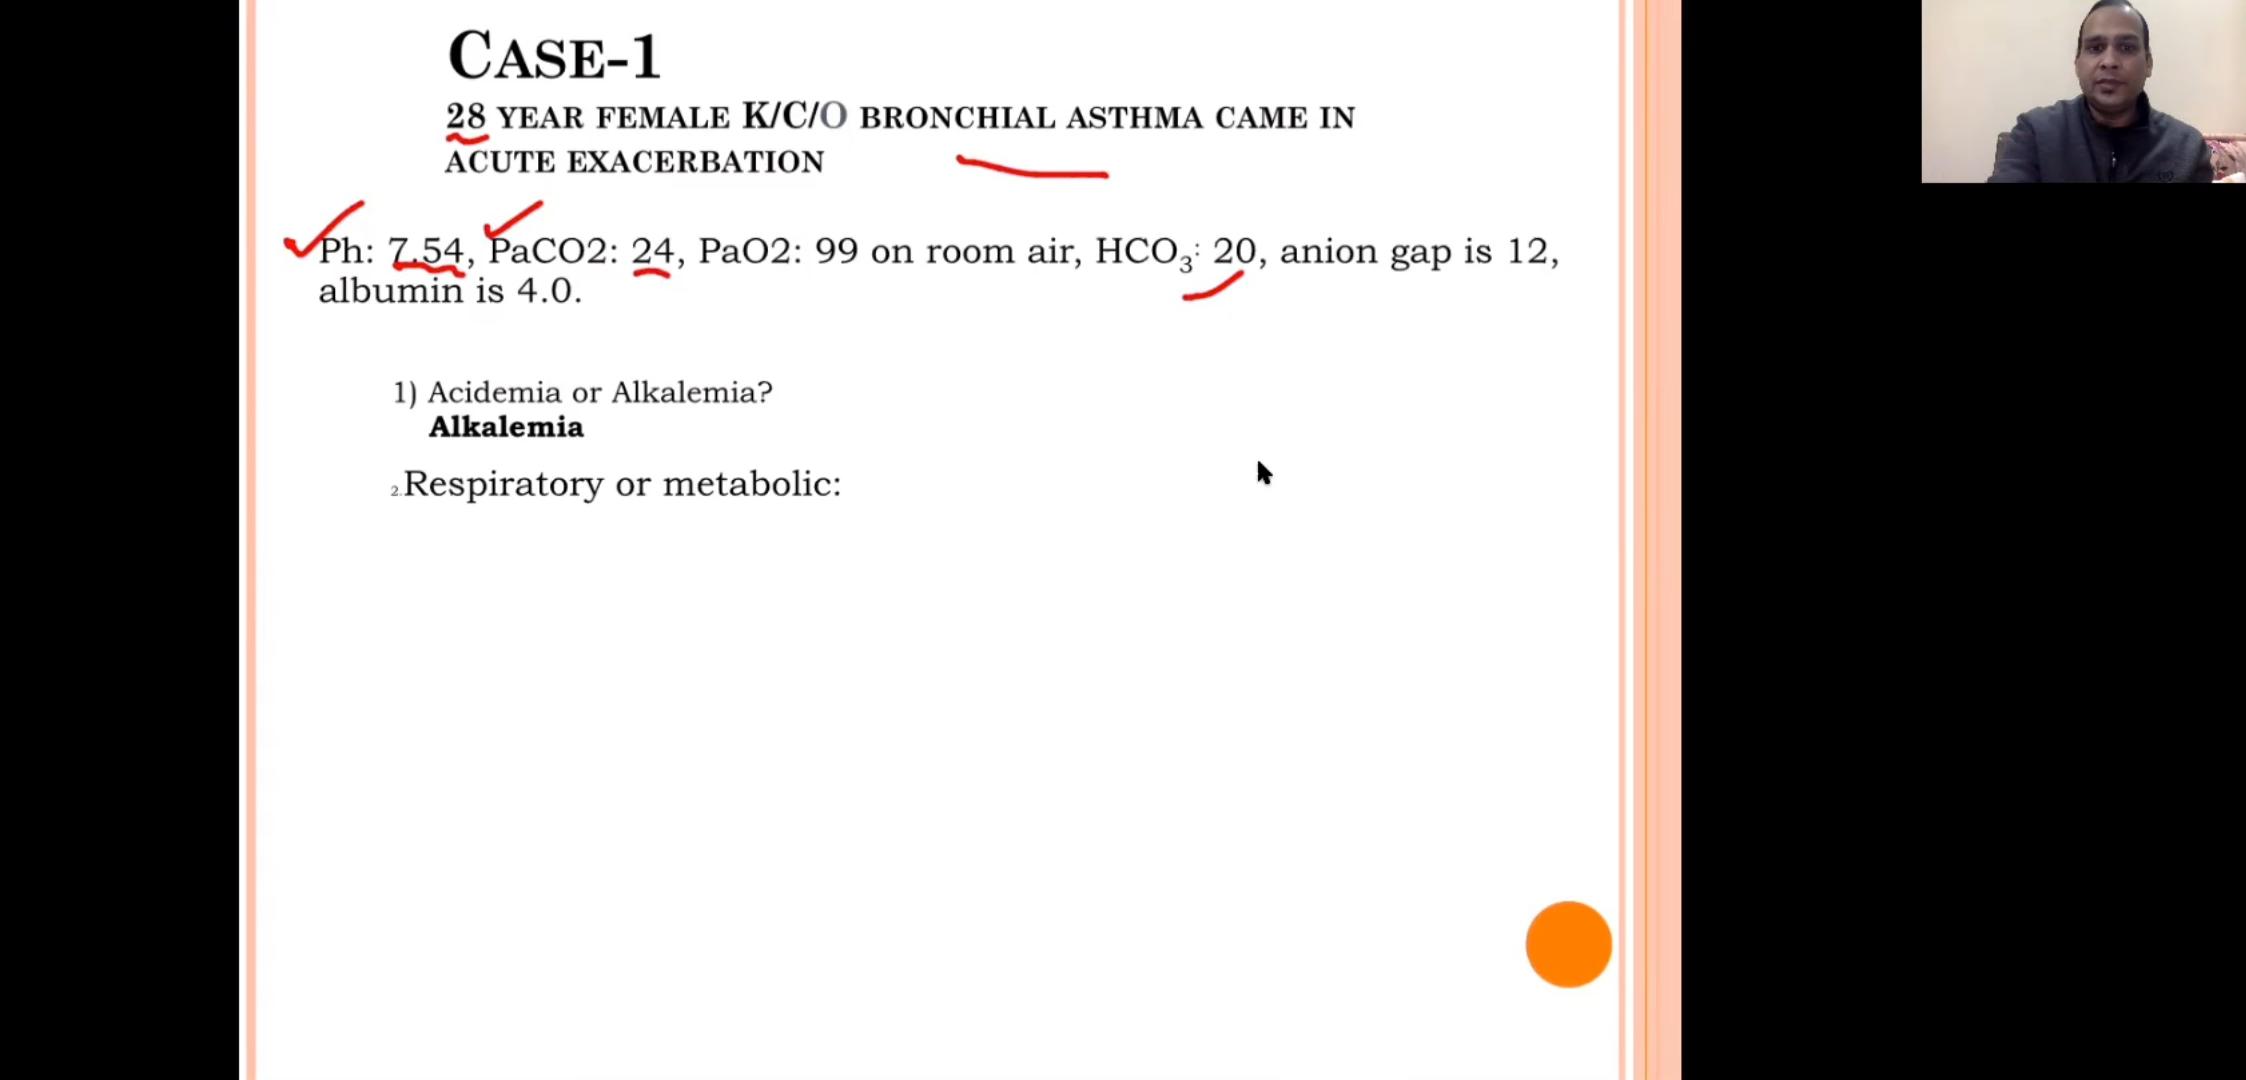 CASE-1
28 YEAR FEMALE K/C/O BRONCHIAL ASTHMA CAME IN
ACUTE EXACERBATION
Ph: 7.54, PaCO2: 24, PaO2: 99 on room air, HCO₃: 20, anion gap is 12,
albumin is 4.0.
1) Acidemia or Alkalemia?
Alkalemia
2. Respiratory or metabolic: